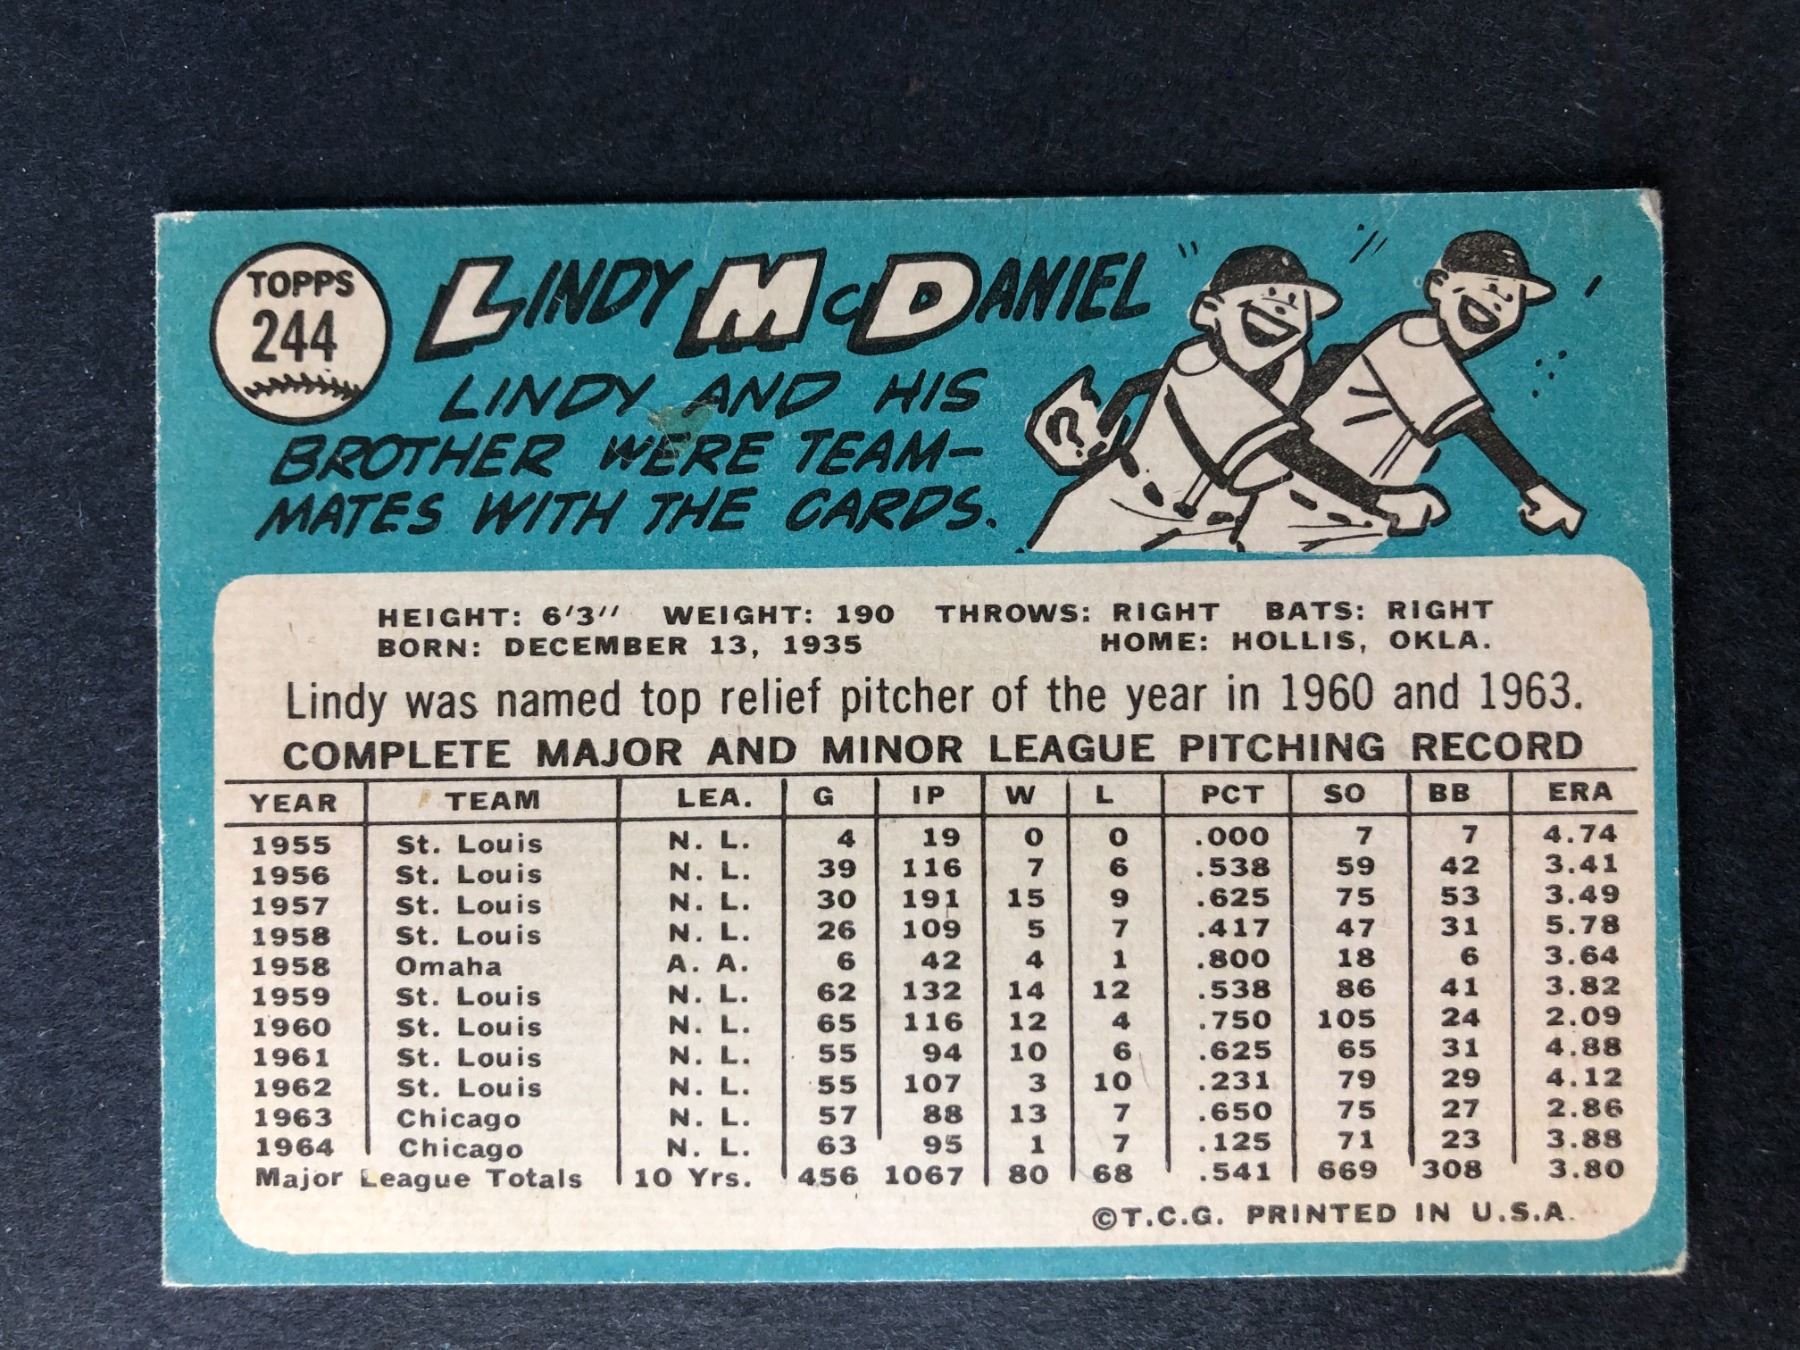 TOPPS
244
LINDY McDANIEL
LINDY AND HIS
BROTHER WERE TEAM-
MATES WITH THE CARDS.
?
HEIGHT: 6'3" WEIGHT: 190 THROWS: RIGHT BATS: RIGHT
BORN: DECEMBER 13, 1935 HOME: HOLLIS, OKLA.
Lindy was named top relief pitcher of the year in 1960 and 1963.
COMPLETE MAJOR AND MINOR LEAGUE PITCHING RECORD
YEAR TEAM LEA. G IP W L PCT SO BB ERA
1955 St. Louis N. L. 4 19 0 0 .000 7 7 4.74
1956 St. Louis N. L. 39 116 7 6 .538 59 42 3.41
1957 St. Louis N. L. 30 191 15 9 .625 75 53 3.49
1958 St. Louis N. L. 26 109 5 7 .417 47 31 5.78
1958 Omaha A. A. 6 42 4 1 .800 18 6 3.64
1959 St. Louis N. L. 62 132 14 12 .538 86 41 3.82
1960 St. Louis N. L. 65 116 12 4 .750 105 24 2.09
1961 St. Louis N. L. 55 94 10 6 .625 65 31 4.88
1962 St. Louis N. L. 55 107 3 10 .231 79 29 4.12
1963 Chicago N. L. 57 88 13 7 .650 75 27 2.86
1964 Chicago N. L. 63 95 1 7 .125 71 23 3.88
Major League Totals 10 Yrs. 456 1067 80 68 .541 669 308 3.80
©T.C.G. PRINTED IN U.S.A.